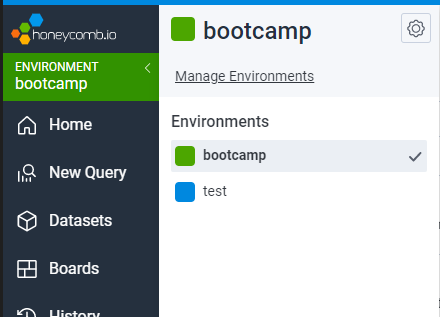 honeycomb.io
ENVIRONMENT
bootcamp
Home
New Query
Datasets
Boards
History
bootcamp
Manage Environments
Environments
bootcamp
test